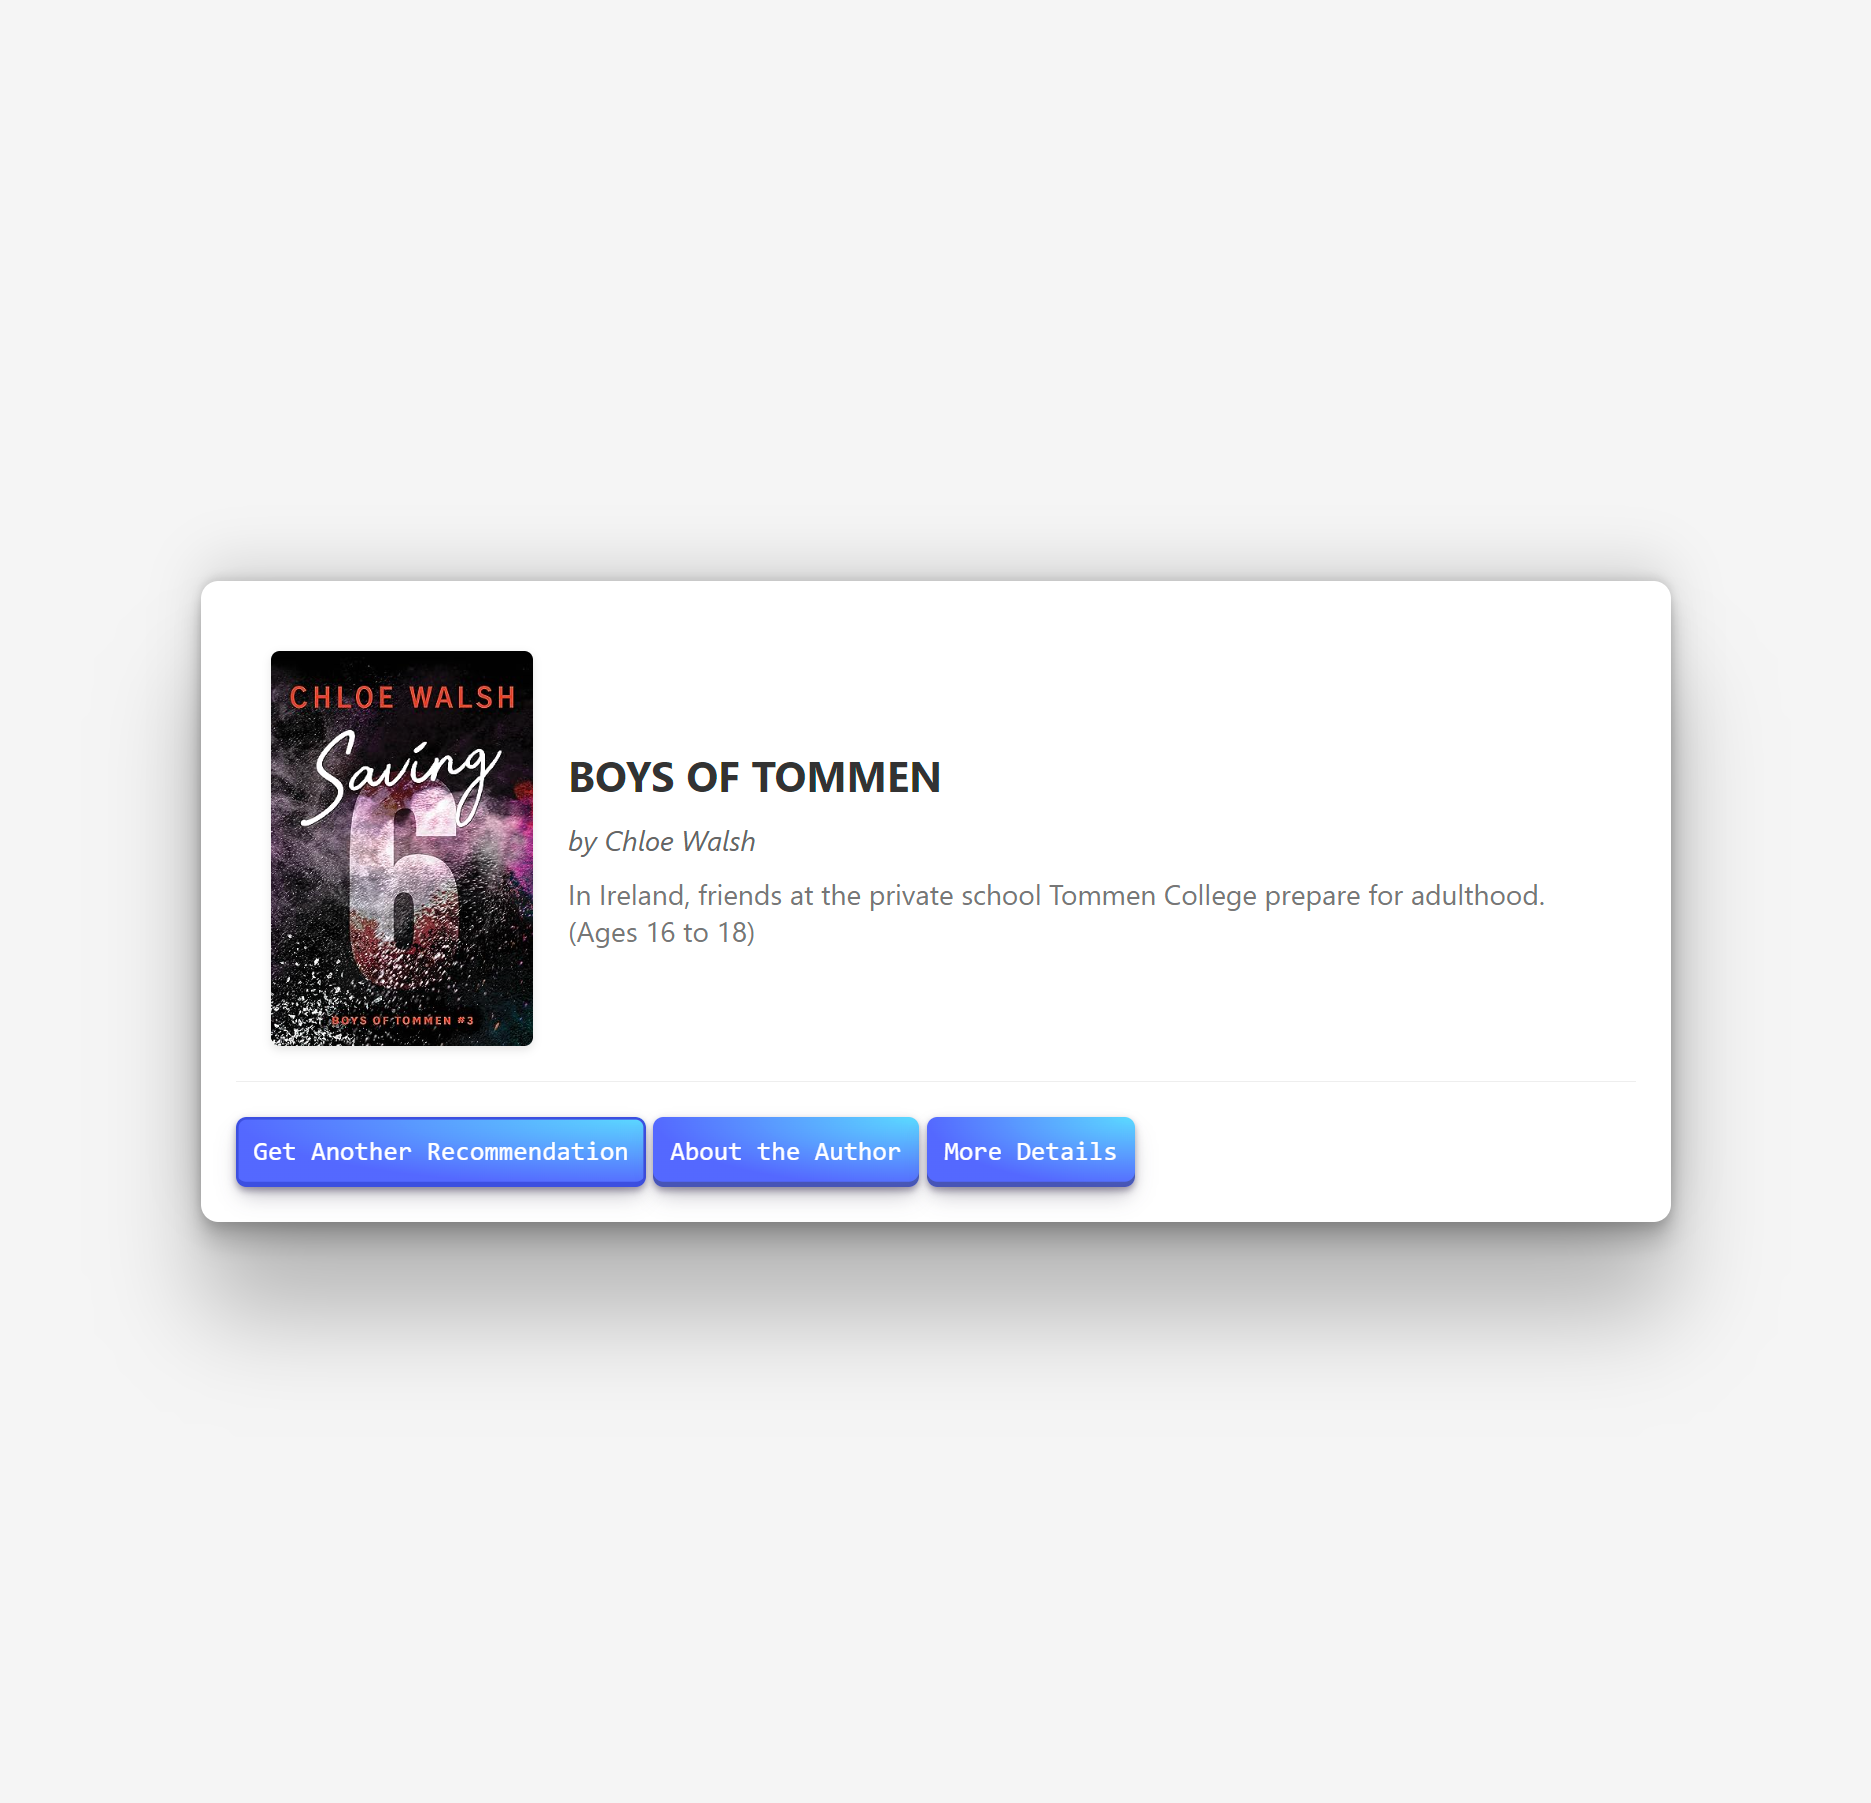 CHLOE WALSH
Saving
6
BOYS OF TOMMEN #3
BOYS OF TOMMEN
by Chloe Walsh
In Ireland, friends at the private school Tommen College prepare for adulthood.
(Ages 16 to 18)
Get Another Recommendation
About the Author
More Details